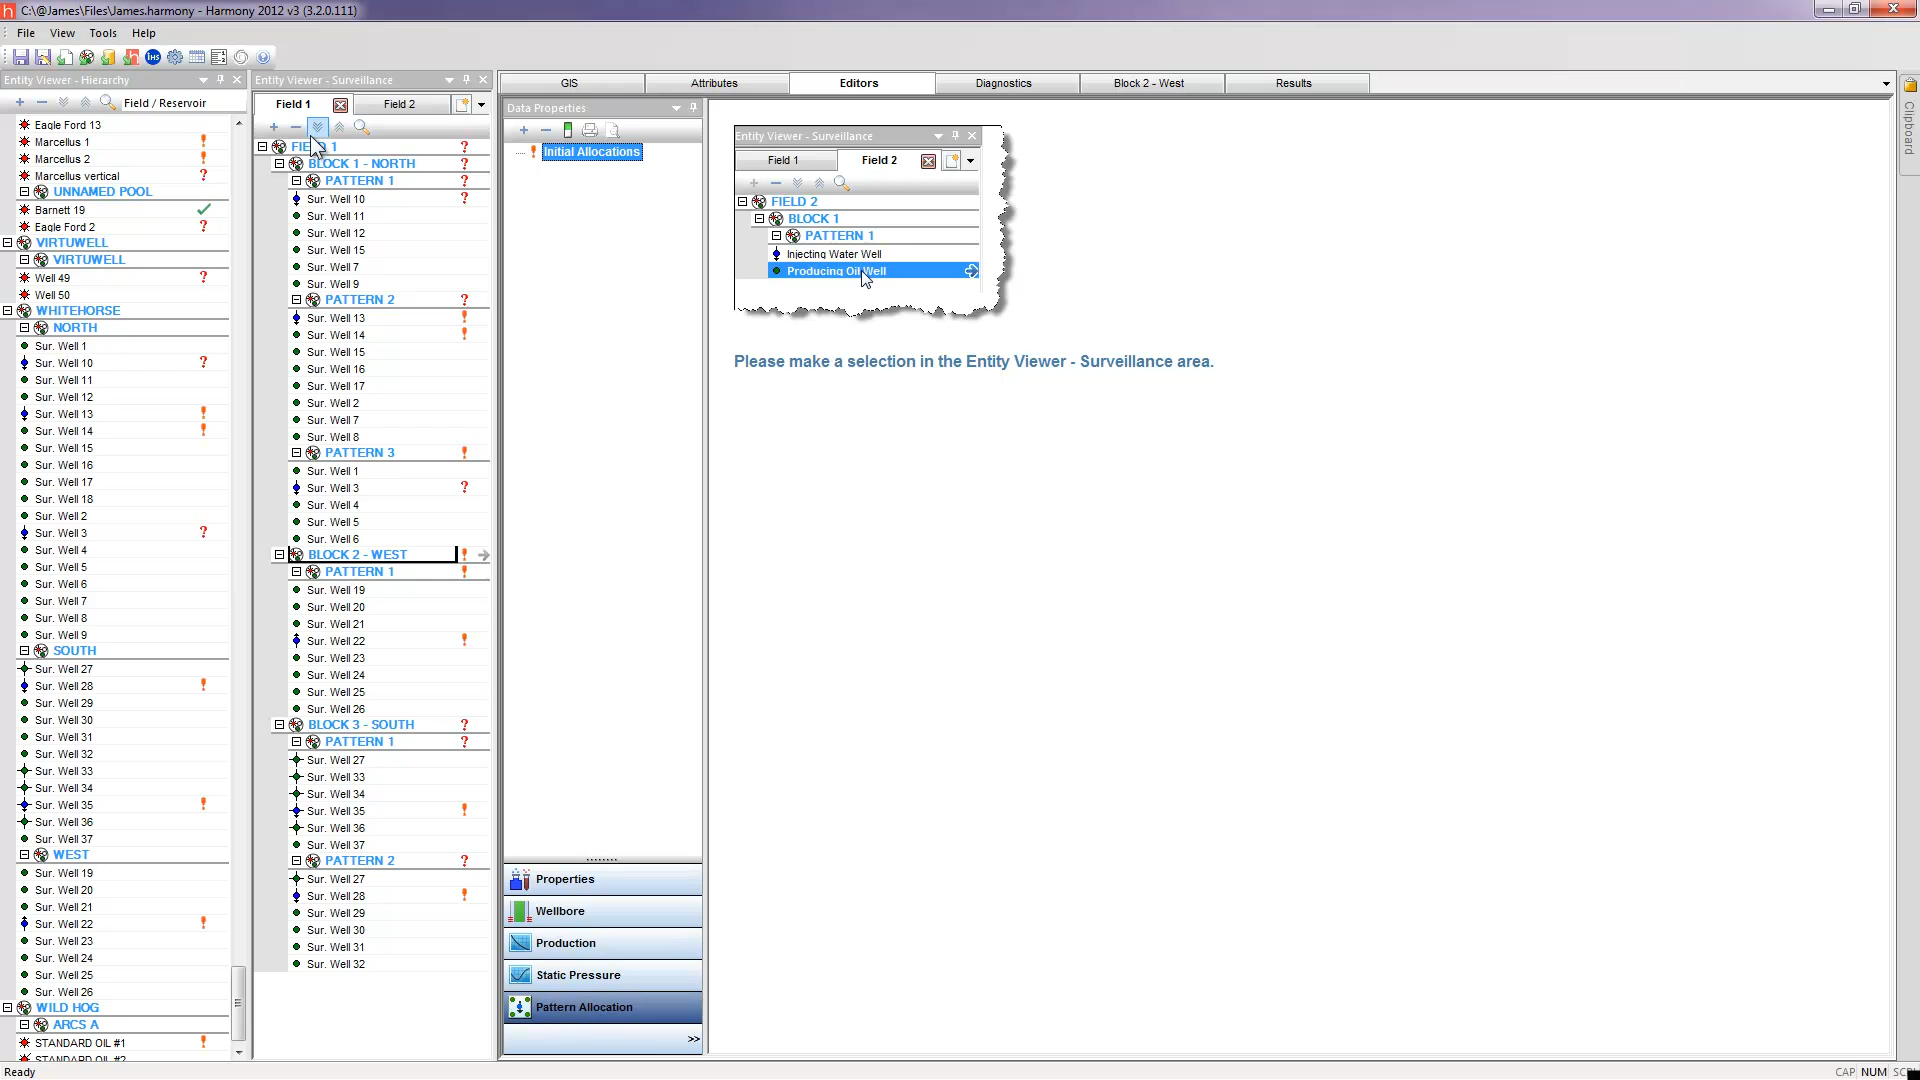 C:\@James\Files\James.harmony - Harmony 2012 v3 (3.2.0.111)
File View Tools Help
Entity Viewer - Hierarchy
Field / Reservoir
Eagle Ford 13
Marcellus 1
Marcellus 2
Marcellus vertical
UNNAMED POOL
Barnett 19
Eagle Ford 2
VIRTUWELL
VIRTUWELL
Well 49
Well 50
WHITEHORSE
NORTH
Sur. Well 1
Sur. Well 10
Sur. Well 11
Sur. Well 12
Sur. Well 13
Sur. Well 14
Sur. Well 15
Sur. Well 16
Sur. Well 17
Sur. Well 18
Sur. Well 2
Sur. Well 3
Sur. Well 4
Sur. Well 5
Sur. Well 6
Sur. Well 7
Sur. Well 8
Sur. Well 9
SOUTH
Sur. Well 27
Sur. Well 28
Sur. Well 29
Sur. Well 30
Sur. Well 31
Sur. Well 32
Sur. Well 33
Sur. Well 34
Sur. Well 35
Sur. Well 36
Sur. Well 37
WEST
Sur. Well 19
Sur. Well 20
Sur. Well 21
Sur. Well 22
Sur. Well 23
Sur. Well 24
Sur. Well 25
Sur. Well 26
WILD HOG
ARCS A
STANDARD OIL #1
STANDARD OIL #2
Entity Viewer - Surveillance
Field 1 Field 2
FIELD 1
BLOCK 1 - NORTH
PATTERN 1
Sur. Well 10
Sur. Well 11
Sur. Well 12
Sur. Well 15
Sur. Well 7
Sur. Well 9
PATTERN 2
Sur. Well 13
Sur. Well 14
Sur. Well 15
Sur. Well 16
Sur. Well 17
Sur. Well 2
Sur. Well 7
Sur. Well 8
PATTERN 3
Sur. Well 1
Sur. Well 3
Sur. Well 4
Sur. Well 5
Sur. Well 6
BLOCK 2 - WEST
PATTERN 1
Sur. Well 19
Sur. Well 20
Sur. Well 21
Sur. Well 22
Sur. Well 23
Sur. Well 24
Sur. Well 25
Sur. Well 26
BLOCK 3 - SOUTH
PATTERN 1
Sur. Well 27
Sur. Well 33
Sur. Well 34
Sur. Well 35
Sur. Well 36
Sur. Well 37
PATTERN 2
Sur. Well 27
Sur. Well 28
Sur. Well 29
Sur. Well 30
Sur. Well 31
Sur. Well 32
GIS Attributes Editors Diagnostics Block 2 - West Results
Data Properties
Initial Allocations
Properties
Wellbore
Production
Static Pressure
Pattern Allocation
>>
Entity Viewer - Surveillance
Field 1 Field 2
FIELD 2
BLOCK 1
PATTERN 1
Injecting Water Well
Producing Oil Well
Please make a selection in the Entity Viewer - Surveillance area.
Clipboard
Ready
CAP NUM